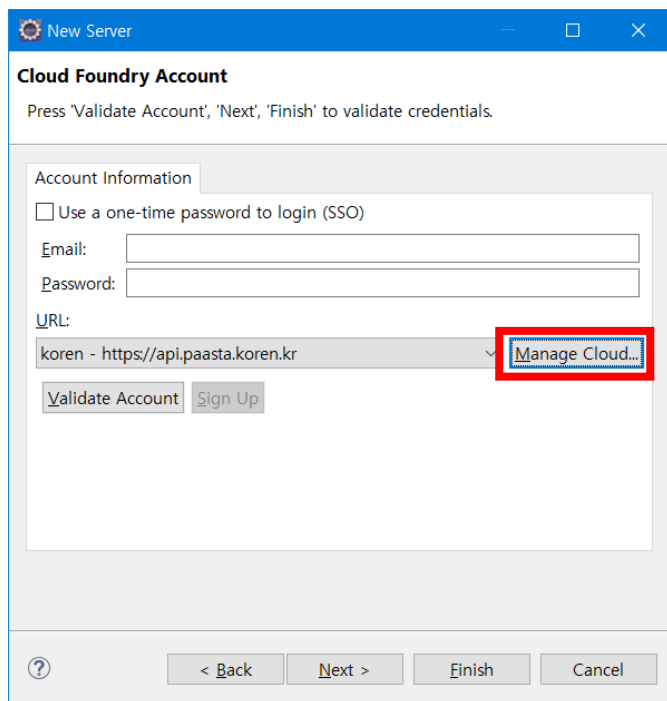 New Server
Cloud Foundry Account
Press 'Validate Account', 'Next', 'Finish' to validate credentials.
Account Information
Use a one-time password to login (SSO)
Email:
Password:
URL:
koren - https://api.paasta.koren.kr
Manage Cloud...
Validate Account Sign Up
? < Back Next > Finish Cancel